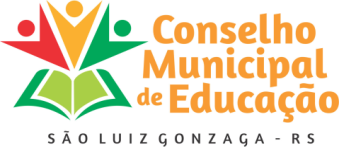 Conselho
Municipal
de Educação
SÃO LUIZ GONZAGA - RS